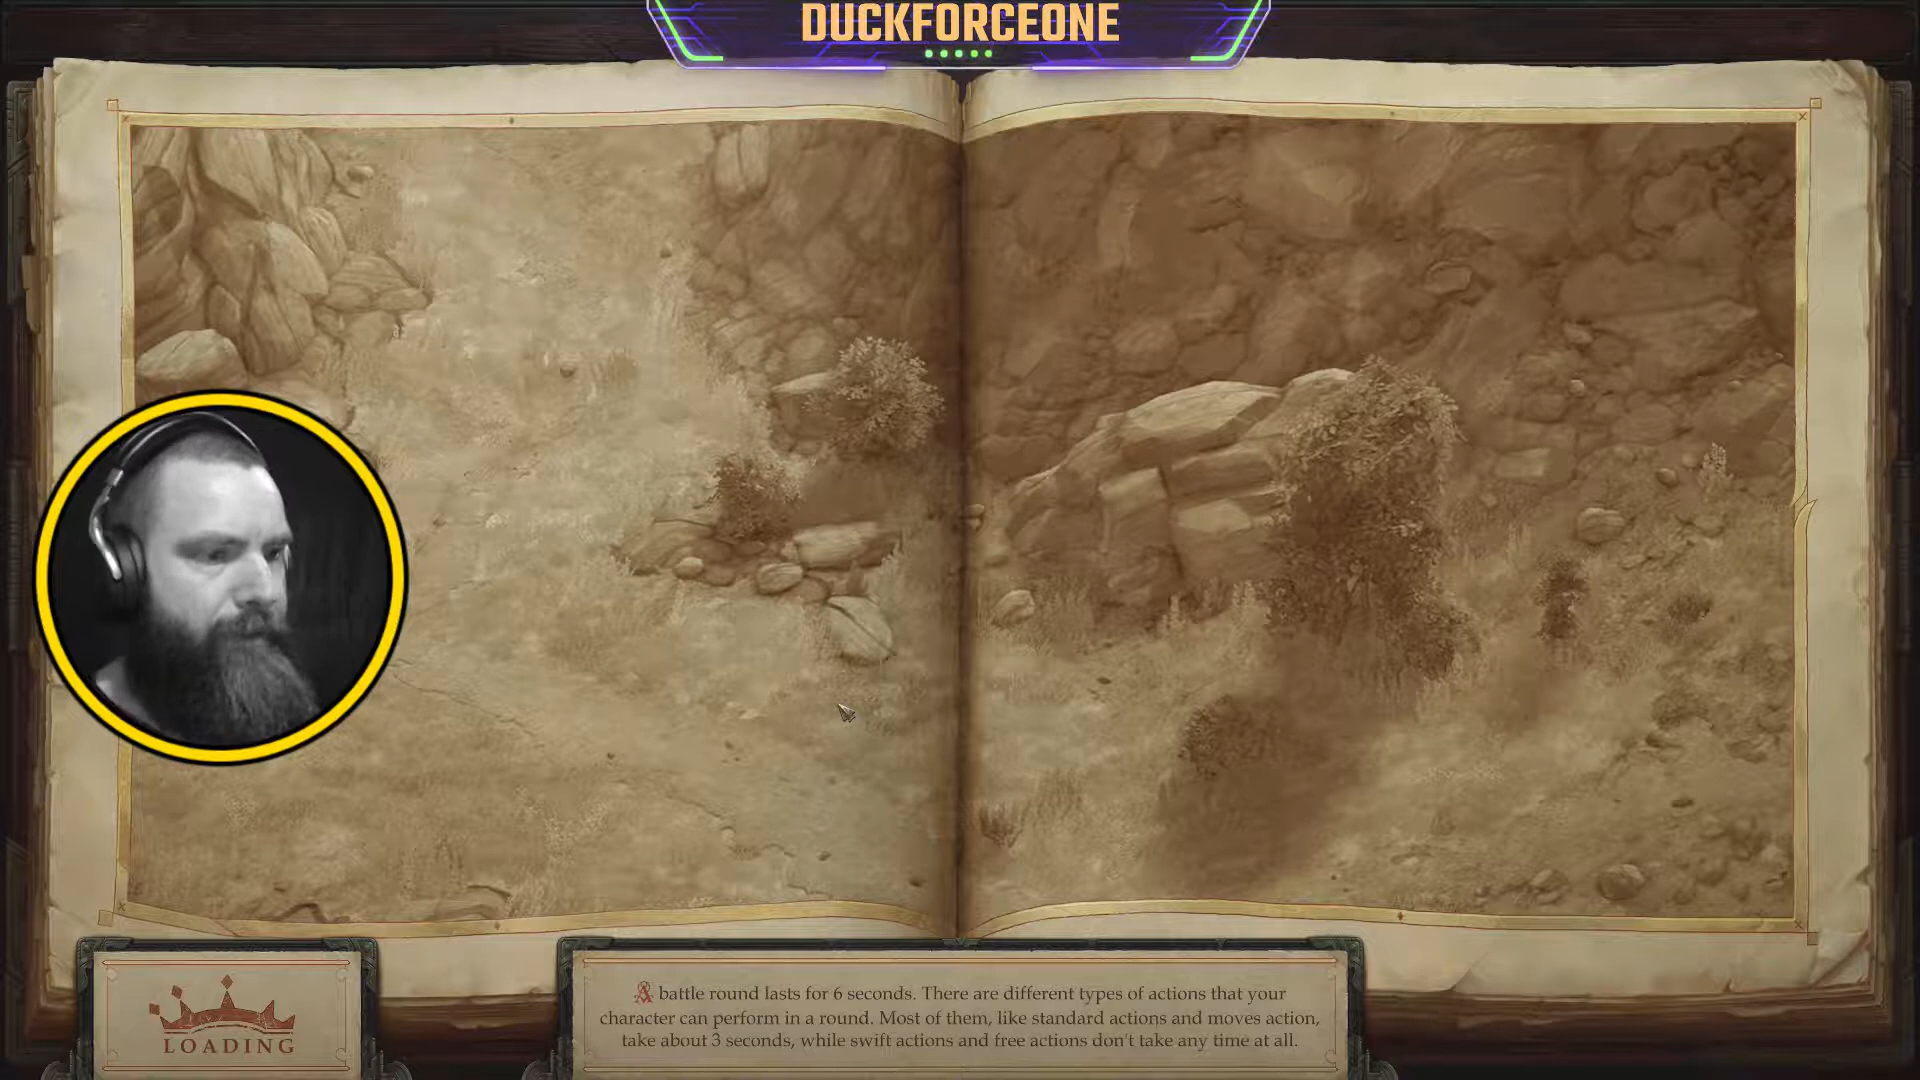 DUCKFORCEONE
A battle round lasts for 6 seconds. There are different types of actions that your
character can perform in a round. Most of them, like standard actions and moves action,
take about 3 seconds, while swift actions and free actions don't take any time at all.
LOADING